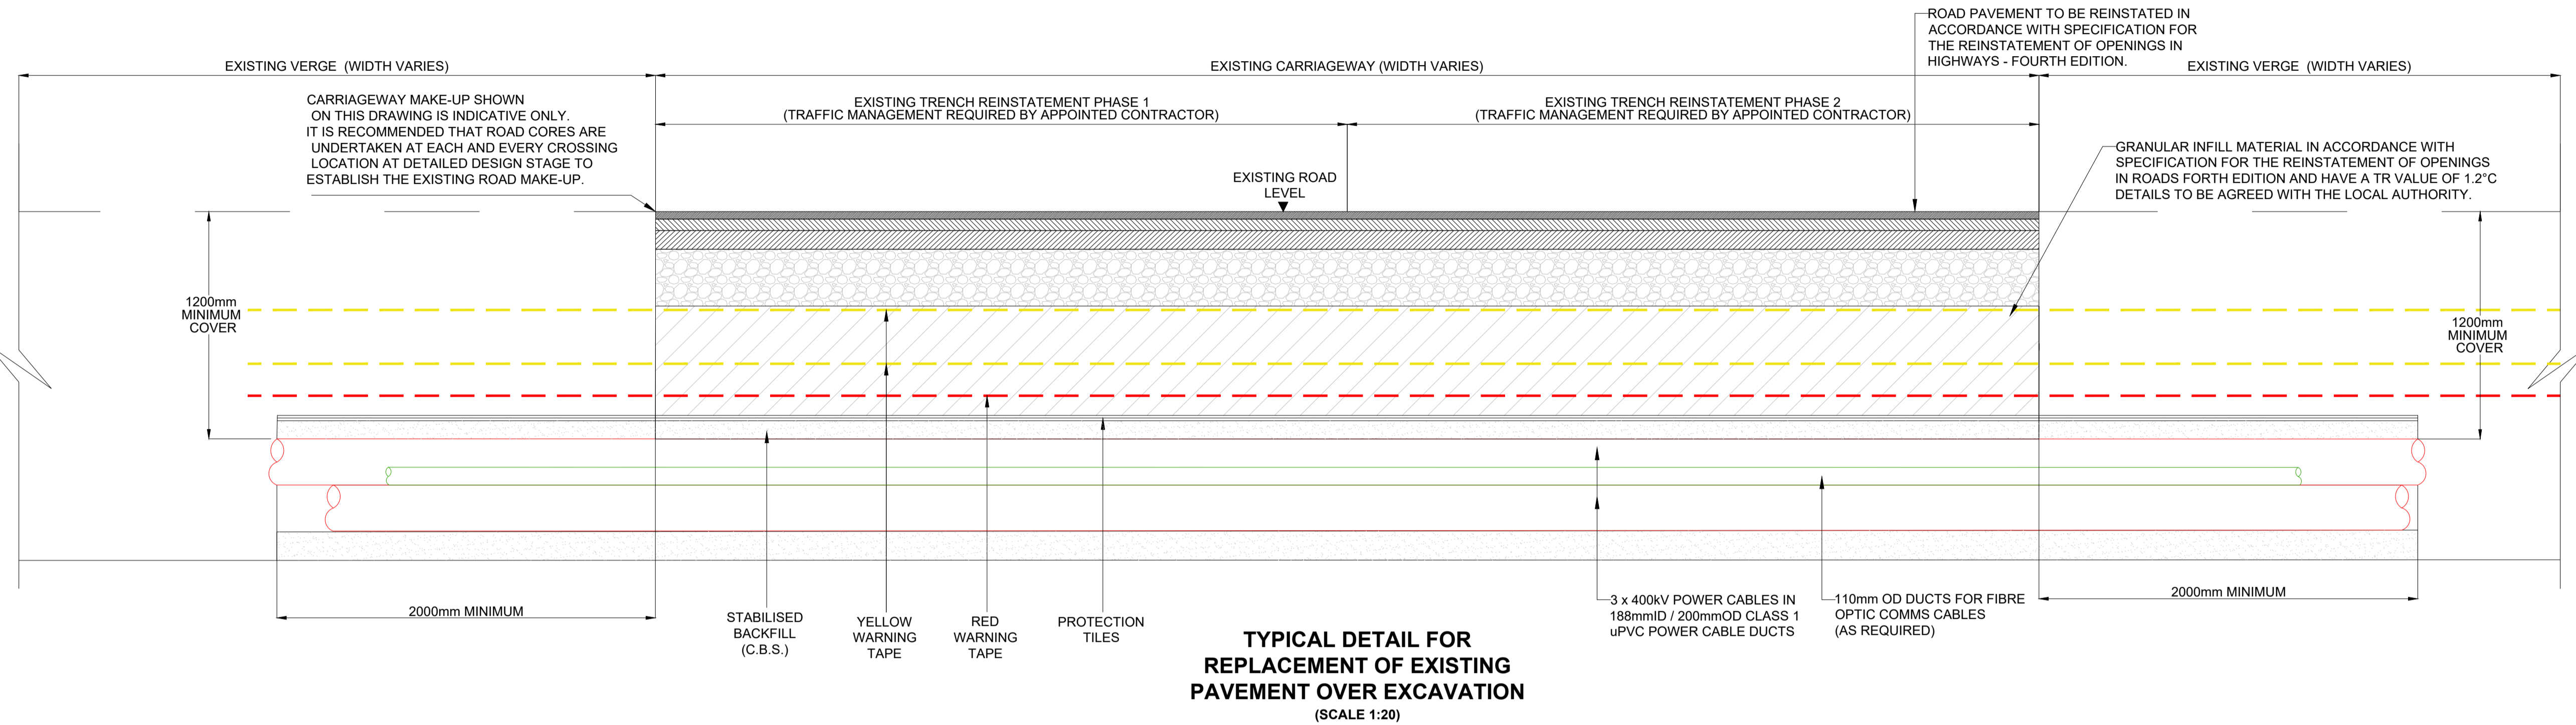 ROAD PAVEMENT TO BE REINSTATED IN
ACCORDANCE WITH SPECIFICATION FOR
THE REINSTATEMENT OF OPENINGS IN
HIGHWAYS - FOURTH EDITION.
EXISTING VERGE (WIDTH VARIES)
EXISTING CARRIAGEWAY (WIDTH VARIES)
EXISTING VERGE (WIDTH VARIES)
CARRIAGEWAY MAKE-UP SHOWN
ON THIS DRAWING IS INDICATIVE ONLY.
IT IS RECOMMENDED THAT ROAD CORES ARE
UNDERTAKEN AT EACH AND EVERY CROSSING
LOCATION AT DETAILED DESIGN STAGE TO
ESTABLISH THE EXISTING ROAD MAKE-UP.
EXISTING TRENCH REINSTATEMENT PHASE 1
(TRAFFIC MANAGEMENT REQUIRED BY APPOINTED CONTRACTOR)
EXISTING TRENCH REINSTATEMENT PHASE 2
(TRAFFIC MANAGEMENT REQUIRED BY APPOINTED CONTRACTOR)
GRANULAR INFILL MATERIAL IN ACCORDANCE WITH
SPECIFICATION FOR THE REINSTATEMENT OF OPENINGS
IN ROADS FORTH EDITION AND HAVE A TR VALUE OF 1.2°C
DETAILS TO BE AGREED WITH THE LOCAL AUTHORITY.
EXISTING ROAD
LEVEL
1200mm
MINIMUM
COVER
1200mm
MINIMUM
COVER
2000mm MINIMUM
STABILISED
BACKFILL
(C.B.S.)
YELLOW
WARNING
TAPE
RED
WARNING
TAPE
PROTECTION
TILES
3 x 400kV POWER CABLES IN
188mmID / 200mmOD CLASS 1
uPVC POWER CABLE DUCTS
110mm OD DUCTS FOR FIBRE
OPTIC COMMS CABLES
(AS REQUIRED)
2000mm MINIMUM
TYPICAL DETAIL FOR
REPLACEMENT OF EXISTING
PAVEMENT OVER EXCAVATION
(SCALE 1:20)